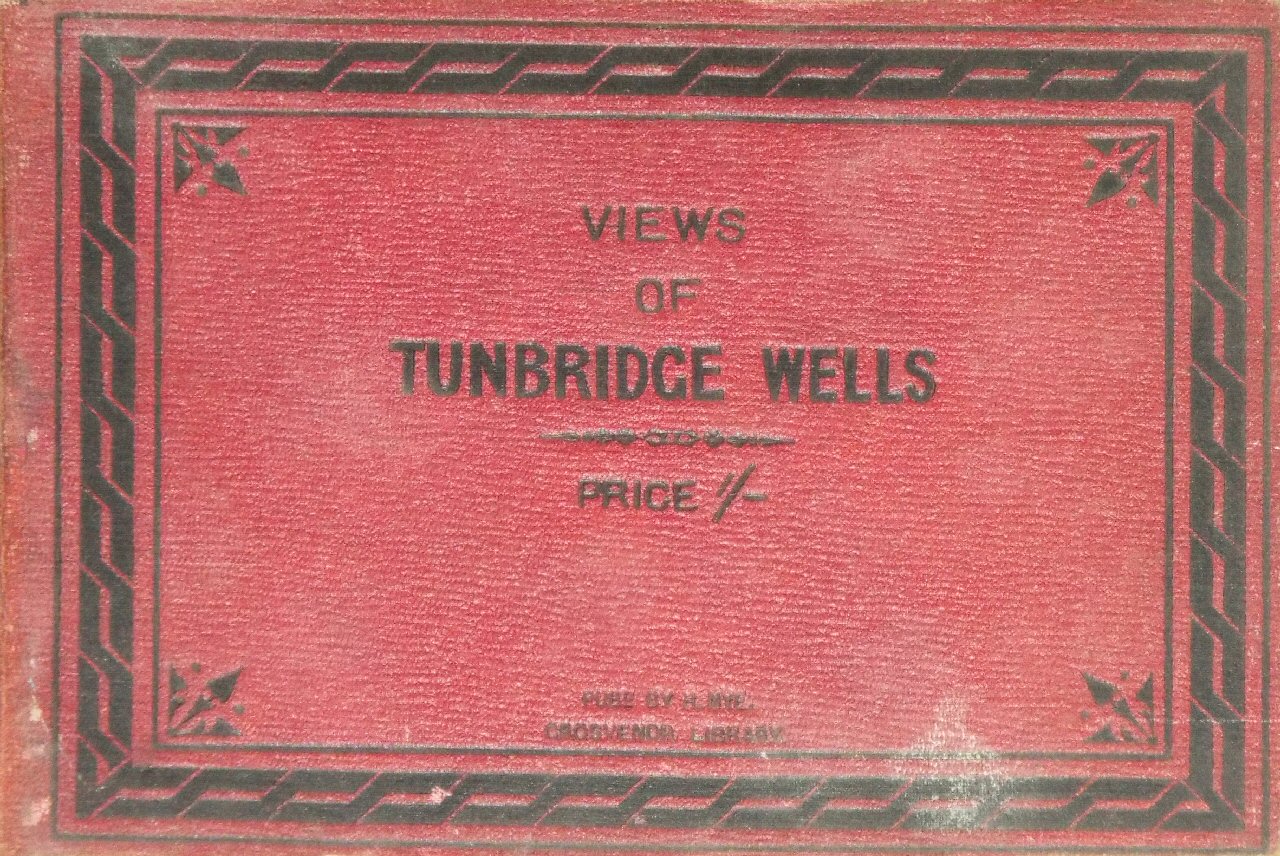 VIEWS
OF
TUNBRIDGE WELLS
PRICE 1/-
PUBD BY H. NYE.
GROSVENOR LIBRARY